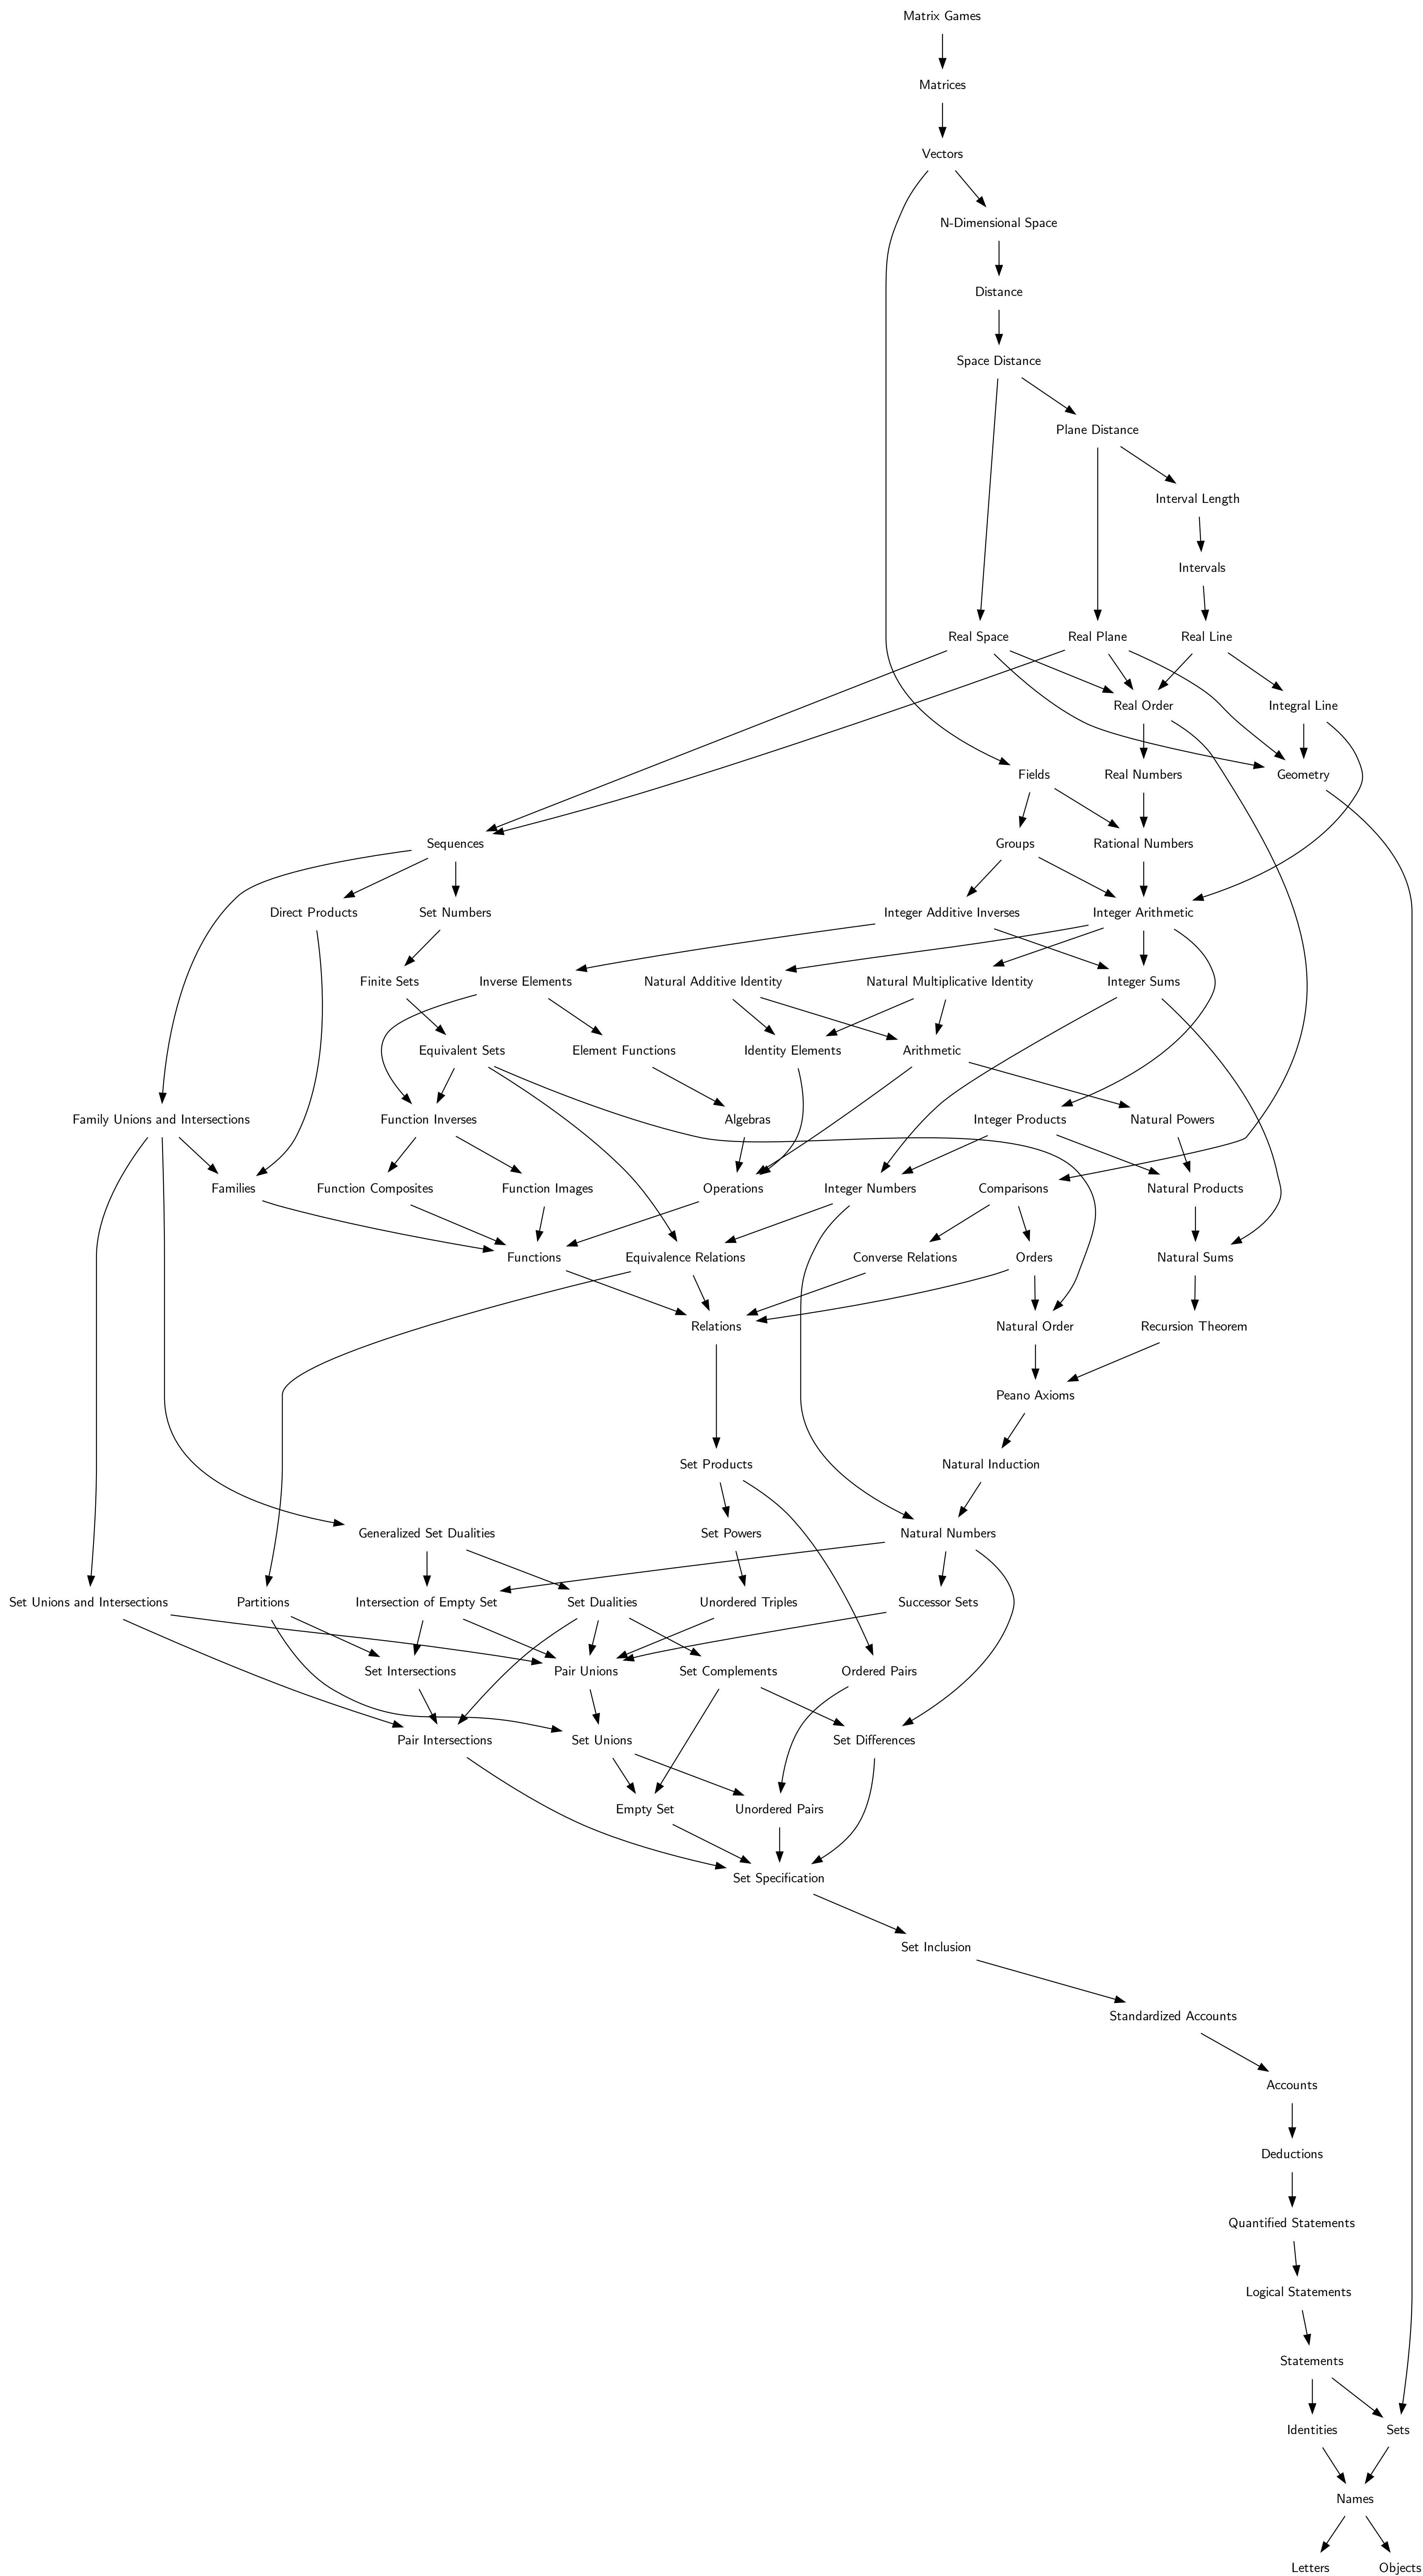 Matrix Games
Matrices
Vectors
N-Dimensional Space
Distance
Space Distance
Plane Distance
Interval Length
Intervals
Real Space
Real Plane
Real Line
Real Order
Integral Line
Fields
Real Numbers
Geometry
Sequences
Groups
Rational Numbers
Direct Products
Set Numbers
Integer Additive Inverses
Integer Arithmetic
Finite Sets
Inverse Elements
Natural Additive Identity
Natural Multiplicative Identity
Integer Sums
Equivalent Sets
Element Functions
Identity Elements
Arithmetic
Family Unions and Intersections
Function Inverses
Algebras
Integer Products
Natural Powers
Families
Function Composites
Function Images
Operations
Integer Numbers
Comparisons
Natural Products
Functions
Equivalence Relations
Converse Relations
Orders
Natural Sums
Relations
Natural Order
Recursion Theorem
Peano Axioms
Set Products
Natural Induction
Generalized Set Dualities
Set Powers
Natural Numbers
Set Unions and Intersections
Partitions
Intersection of Empty Set
Set Dualities
Unordered Triples
Successor Sets
Set Intersections
Pair Unions
Set Complements
Ordered Pairs
Pair Intersections
Set Unions
Set Differences
Empty Set
Unordered Pairs
Set Specification
Set Inclusion
Standardized Accounts
Accounts
Deductions
Quantified Statements
Logical Statements
Statements
Identities
Sets
Names
Letters
Objects